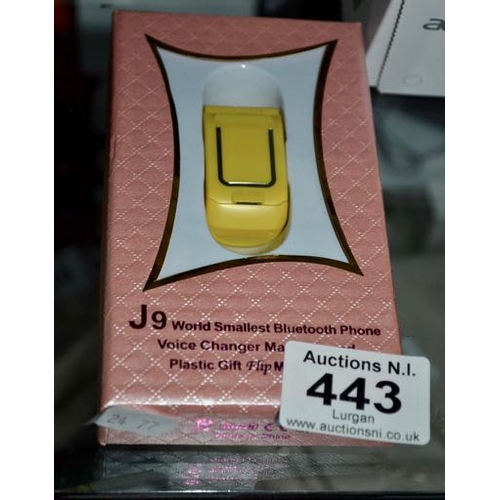 J9 World Smallest Bluetooth Phone
Voice Changer
Plastic Gift Flip
Auctions N.I.
443
Lurgan
www.auctionsni.co.uk